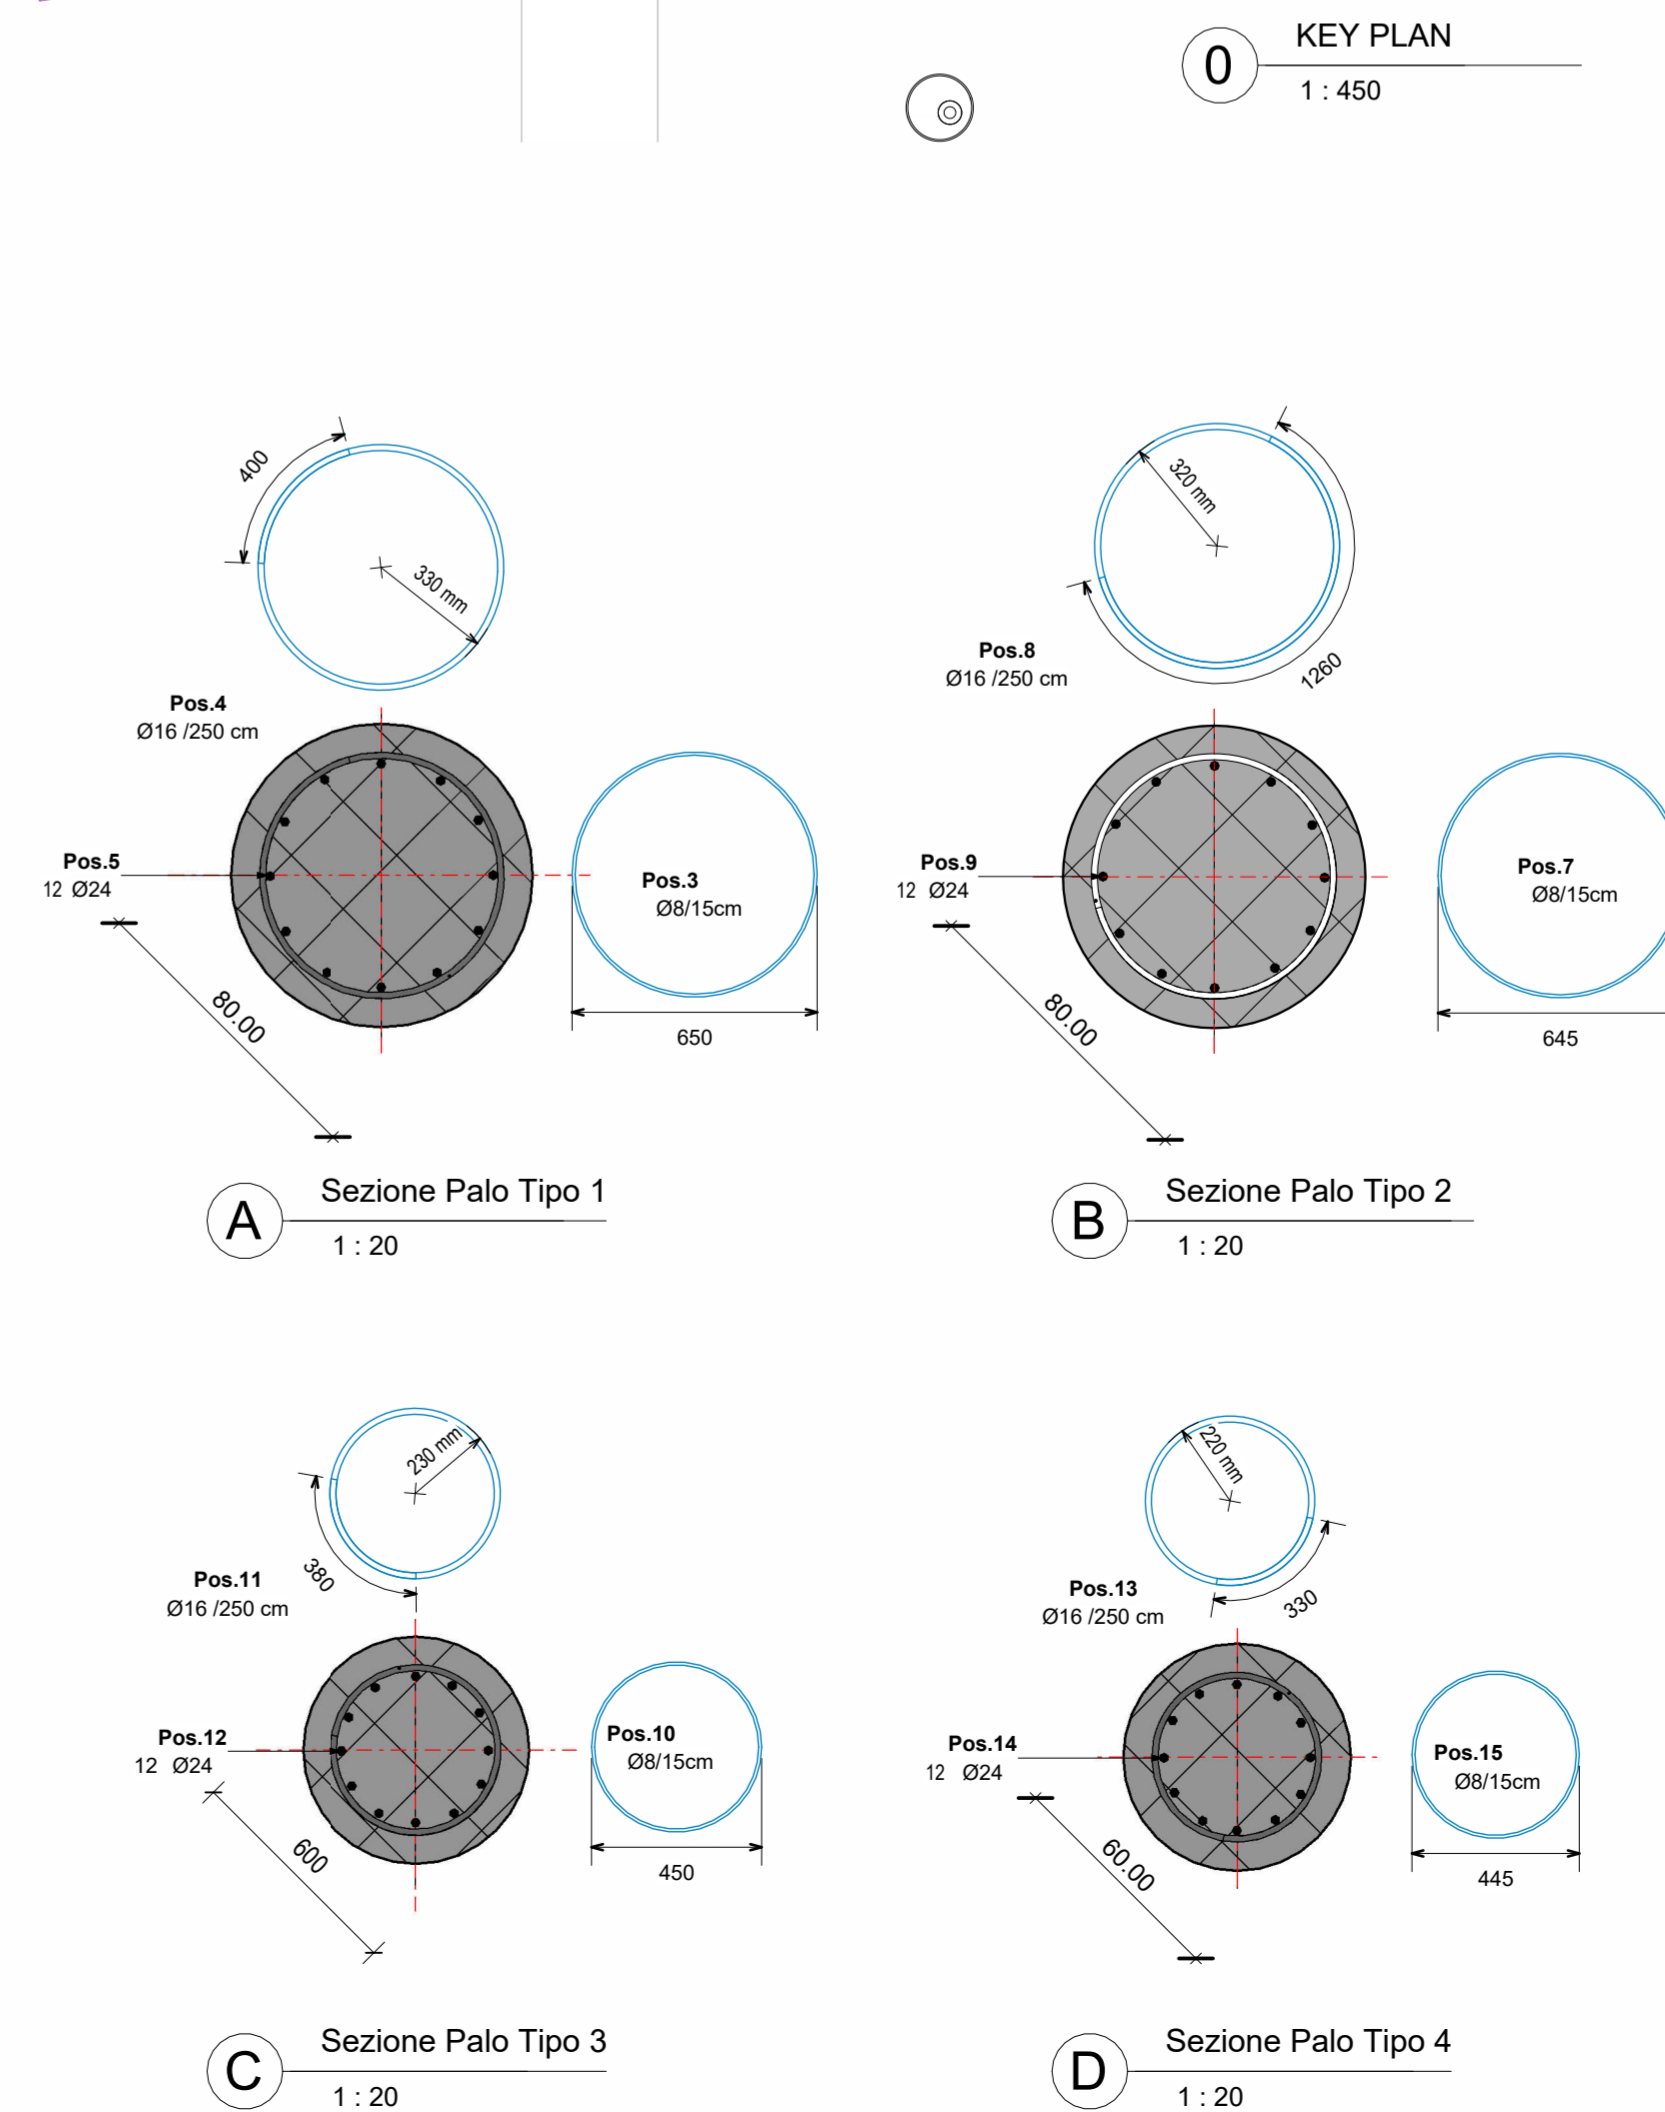 0
KEY PLAN
1 : 450
400
330 mm
Pos.4
Ø16 /250 cm
Pos.5
12 Ø24
80.00
Pos.3
Ø8/15cm
650
A
Sezione Palo Tipo 1
1 : 20
320 mm
1260
Pos.8
Ø16 /250 cm
Pos.9
12 Ø24
80.00
Pos.7
Ø8/15cm
645
B
Sezione Palo Tipo 2
1 : 20
230 mm
380
Pos.11
Ø16 /250 cm
Pos.12
12 Ø24
600
Pos.10
Ø8/15cm
450
C
Sezione Palo Tipo 3
1 : 20
220 mm
330
Pos.13
Ø16 /250 cm
Pos.14
12 Ø24
60.00
Pos.15
Ø8/15cm
445
D
Sezione Palo Tipo 4
1 : 20